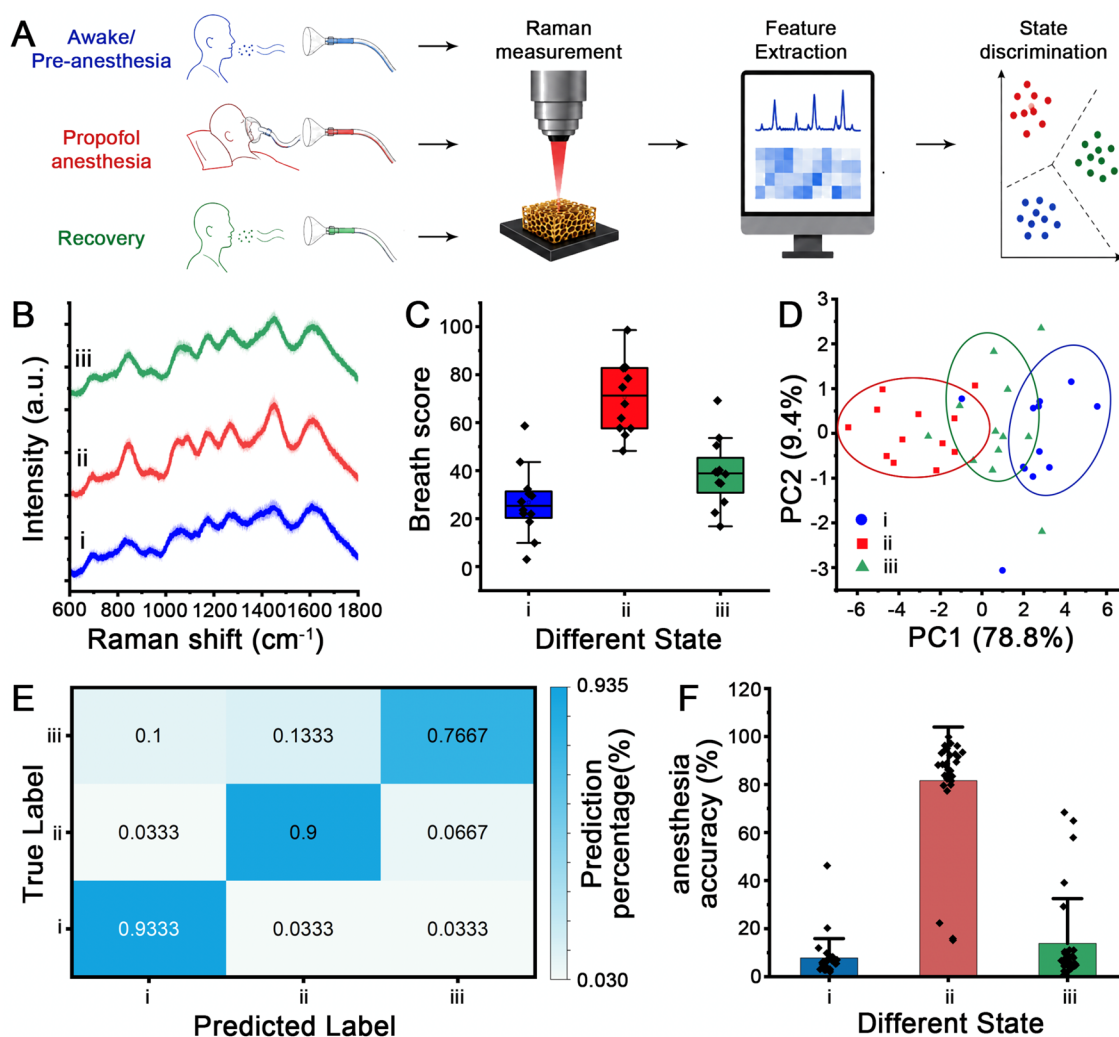 A
Awake/
Pre-anesthesia
Propofol
anesthesia
Recovery
Raman
measurement
Feature
Extraction
State
discrimination
B
iii
ii
i
Intensity (a.u.)
600 800 1000 1200 1400 1600 1800
Raman shift (cm⁻¹)
C
100
80
60
40
20
0
Breath score
i ii iii
Different State
D
3
2
1
0
-1
-2
-3
PC2 (9.4%)
i
ii
iii
-6 -4 -2 0 2 4 6
PC1 (78.8%)
E
iii
ii
i
True Label
0.1 0.1333 0.7667
0.0333 0.9 0.0667
0.9333 0.0333 0.0333
i ii iii
Predicted Label
0.935
0.030
Prediction
percentage(%)
F
120
100
80
60
40
20
0
anesthesia
accuracy (%)
i ii iii
Different State